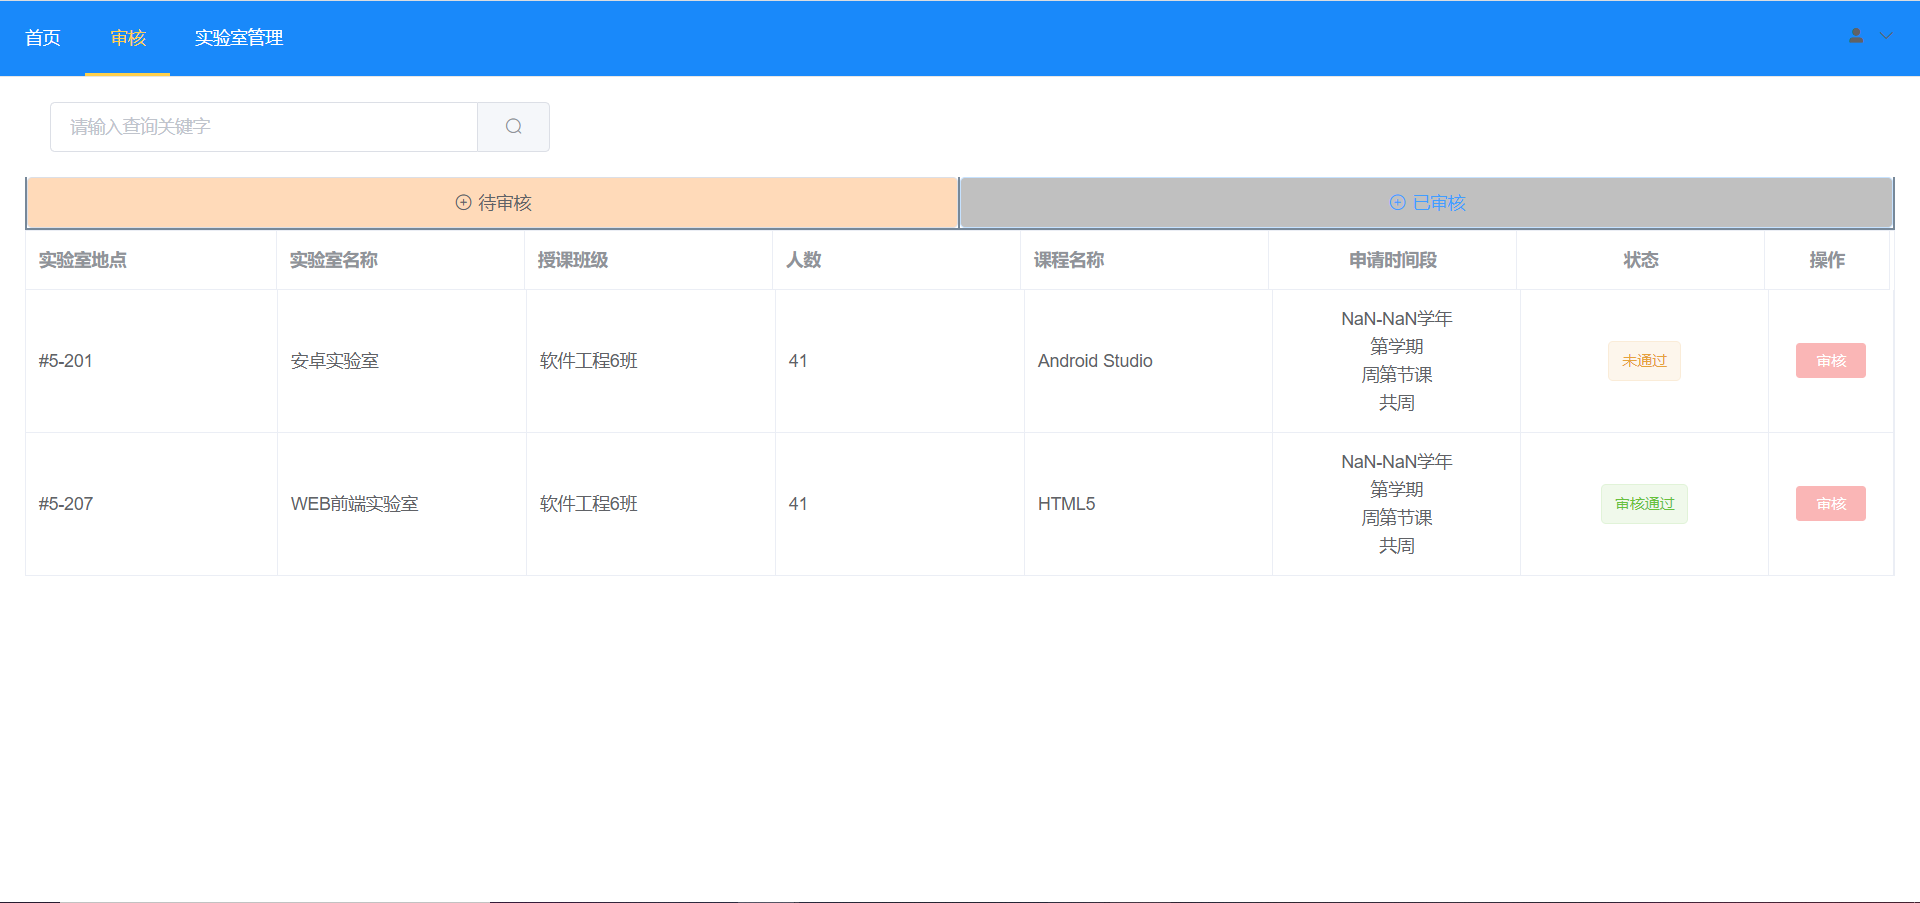 首页 审核 实验室管理
请输入查询关键字
待审核 已审核
实验室地点 实验室名称 授课班级 人数 课程名称 申请时间段 状态 操作
#5-201 安卓实验室 软件工程6班 41 Android Studio NaN-NaN学年 未通过 审核
第学期
周第节课
共周
#5-207 WEB前端实验室 软件工程6班 41 HTML5 NaN-NaN学年 审核通过 审核
第学期
周第节课
共周